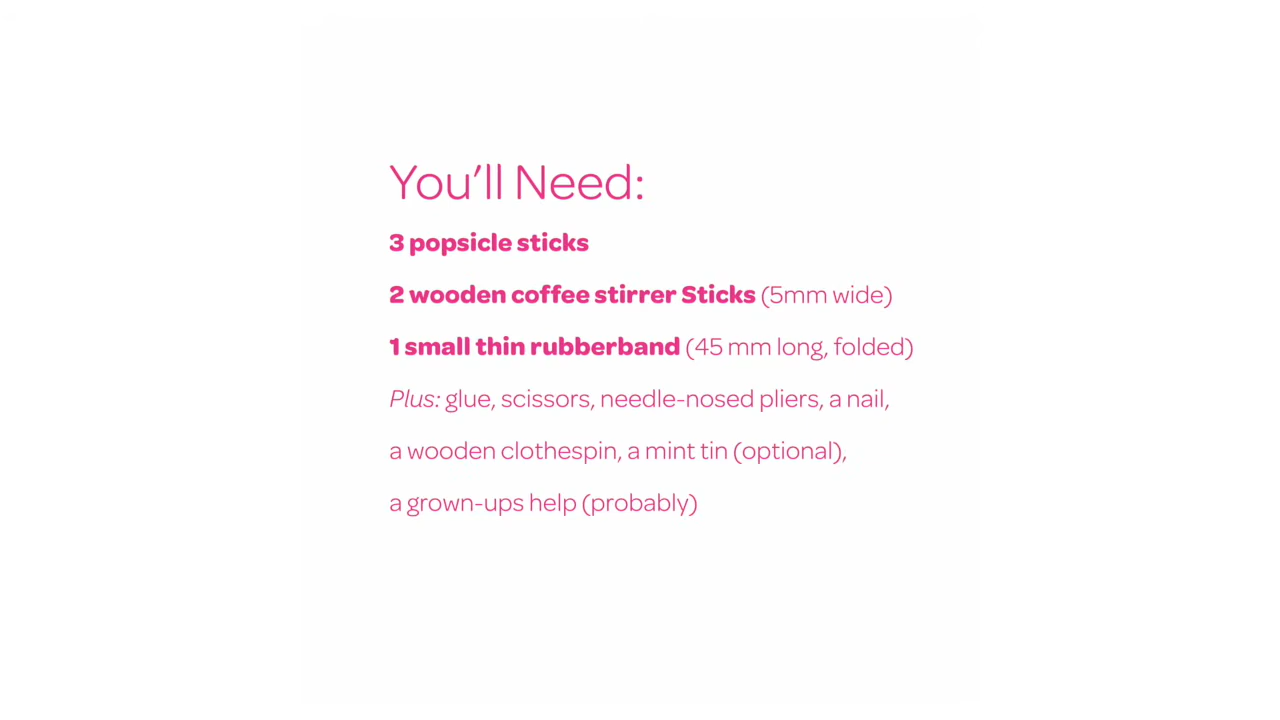 You’ll Need:
3 popsicle sticks
2 wooden coffee stirrer Sticks (5mm wide)
1 small thin rubberband (45 mm long, folded)
Plus: glue, scissors, needle-nosed pliers, a nail,
a wooden clothespin, a mint tin (optional),
a grown-ups help (probably)